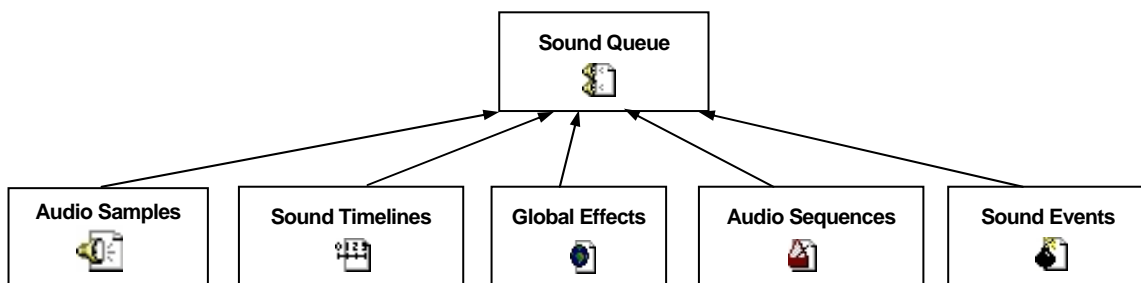 Sound Queue
Audio Samples
Sound Timelines
Global Effects
Audio Sequences
Sound Events